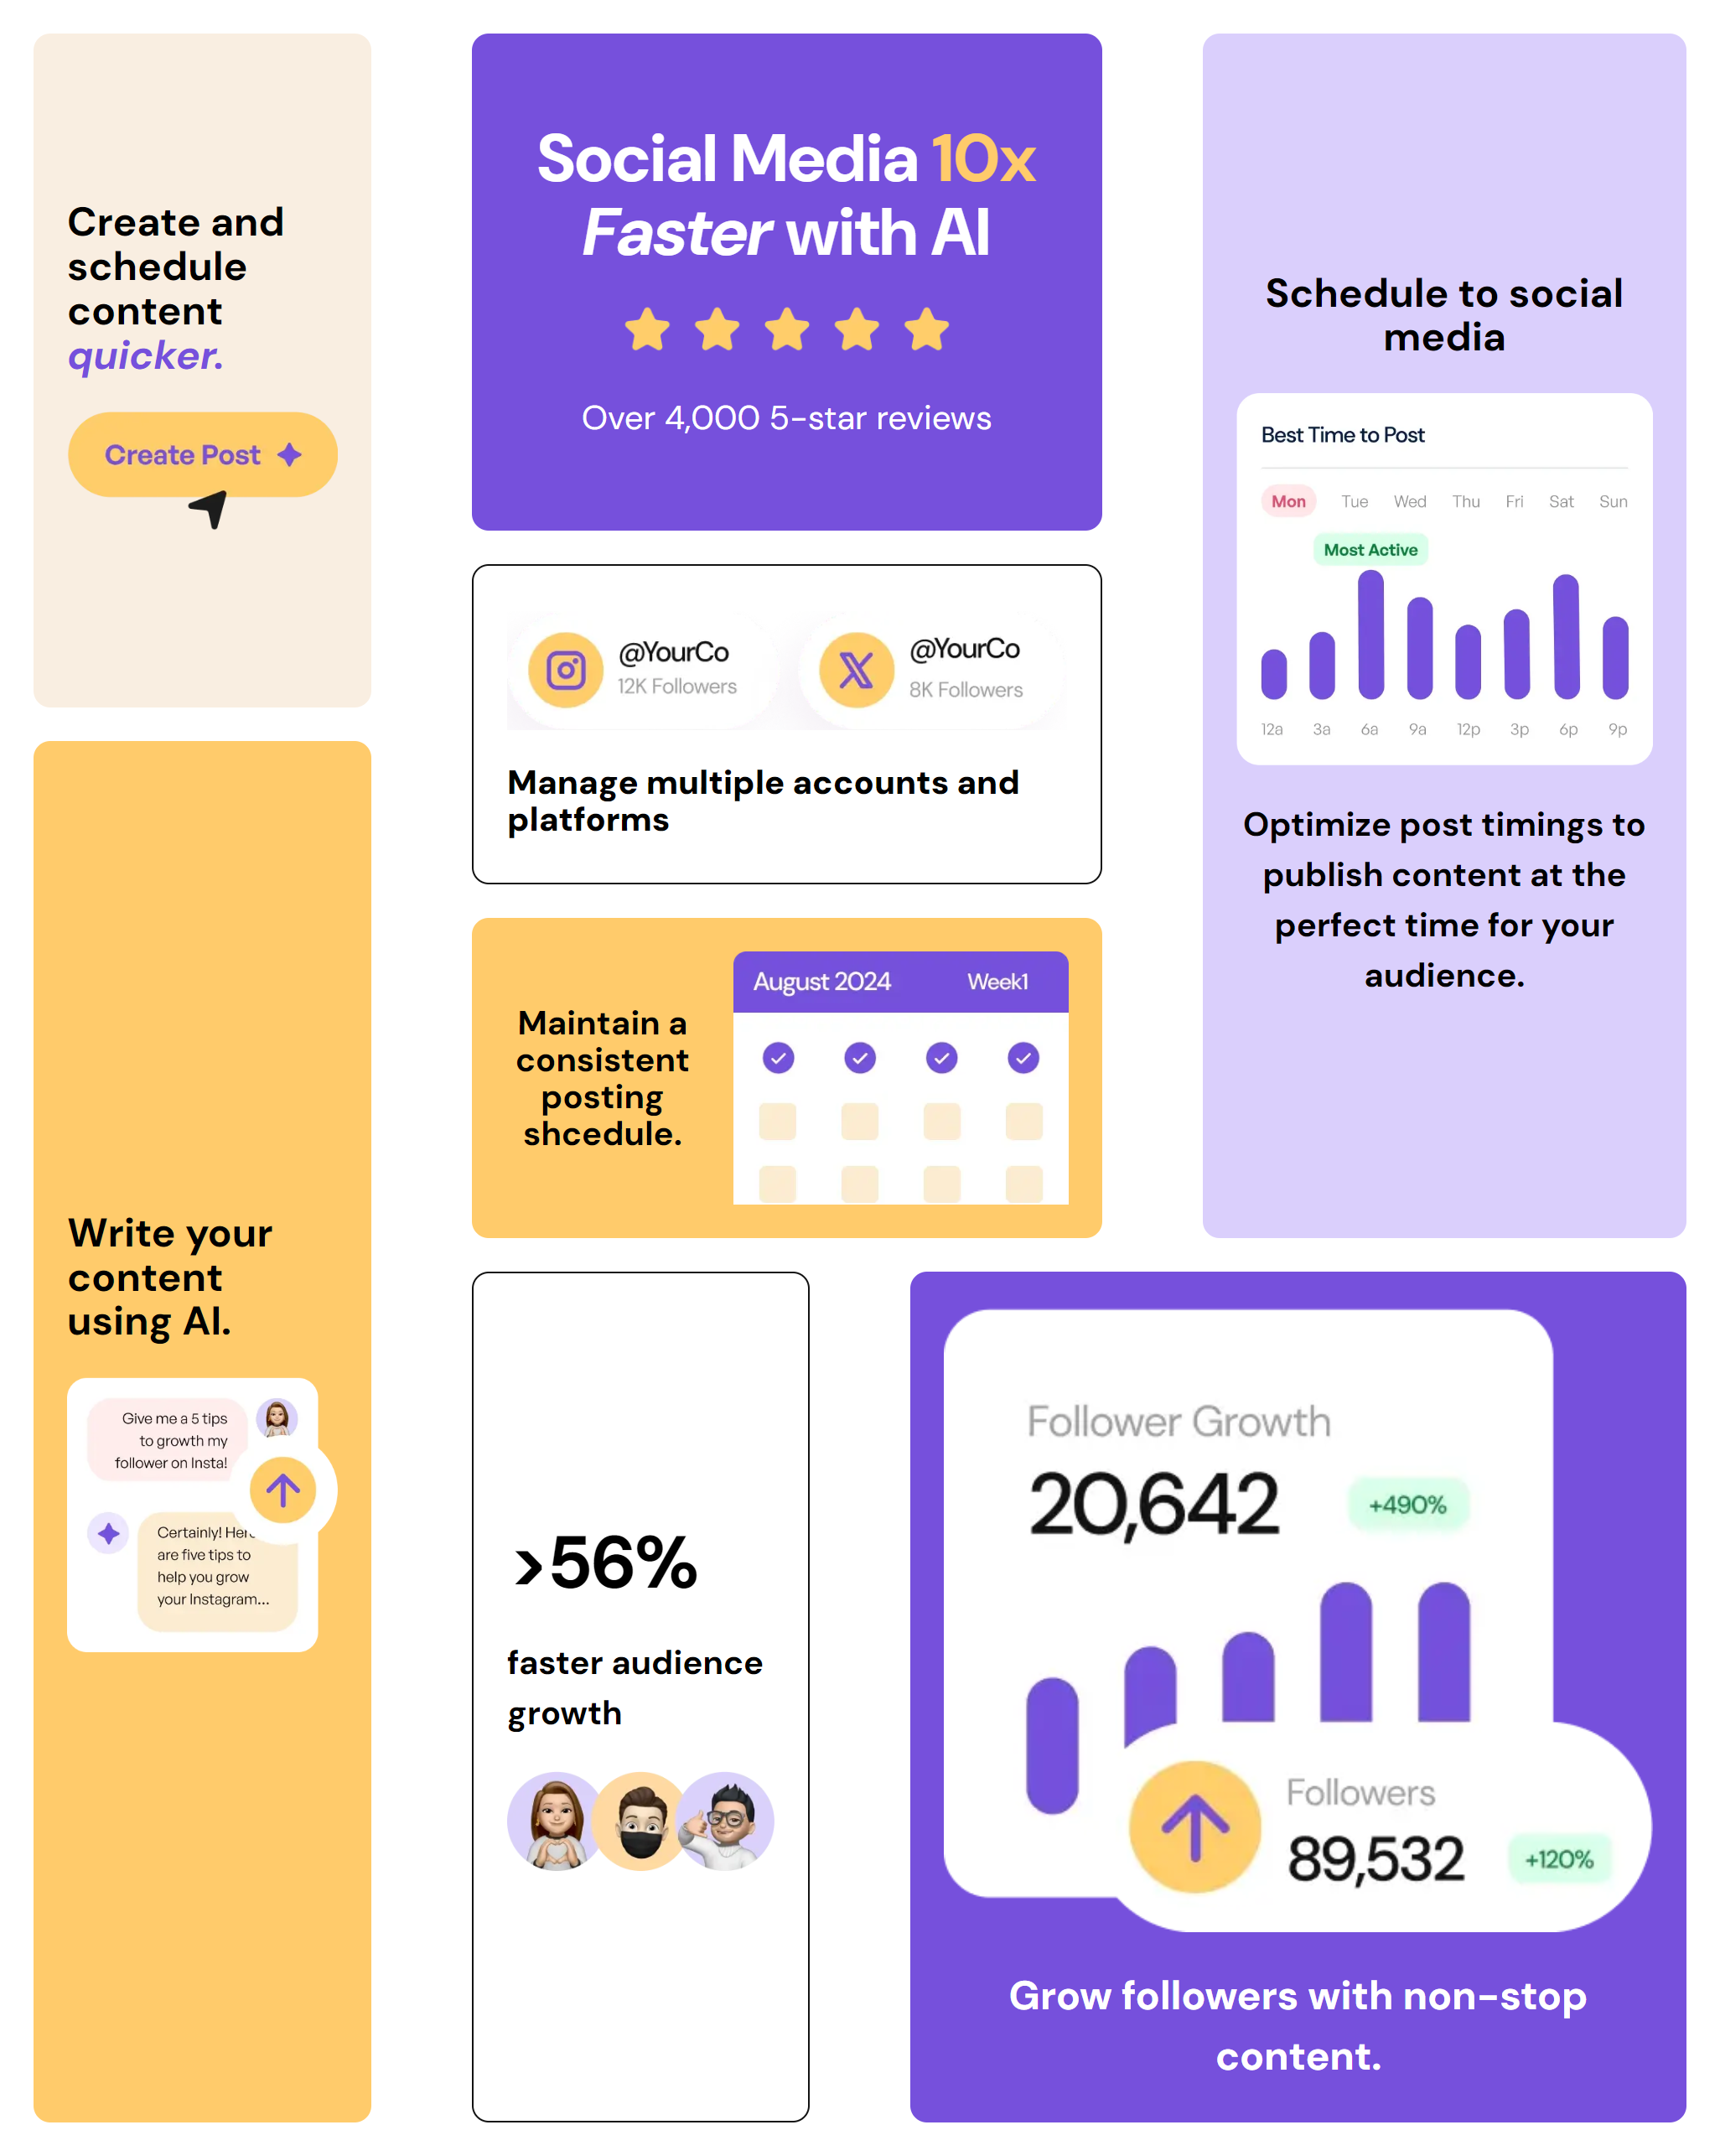 Create and
schedule
content
quicker.
Create Post
Social Media 10x
Faster with AI
Over 4,000 5-star reviews
@YourCo
12K Followers
@YourCo
8K Followers
Manage multiple accounts and
platforms
Maintain a
consistent
posting
shcedule.
August 2024 Week1
Schedule to social
media
Best Time to Post
Mon Tue Wed Thu Fri Sat Sun
Most Active
12a 3a 6a 9a 12p 3p 6p 9p
Optimize post timings to
publish content at the
perfect time for your
audience.
Write your
content
using AI.
Give me a 5 tips
to growth my
follower on Insta!
Certainly! Here
are five tips to
help you grow
your Instagram...
>56%
faster audience
growth
Follower Growth
20,642 +490%
Followers
89,532 +120%
Grow followers with non-stop
content.